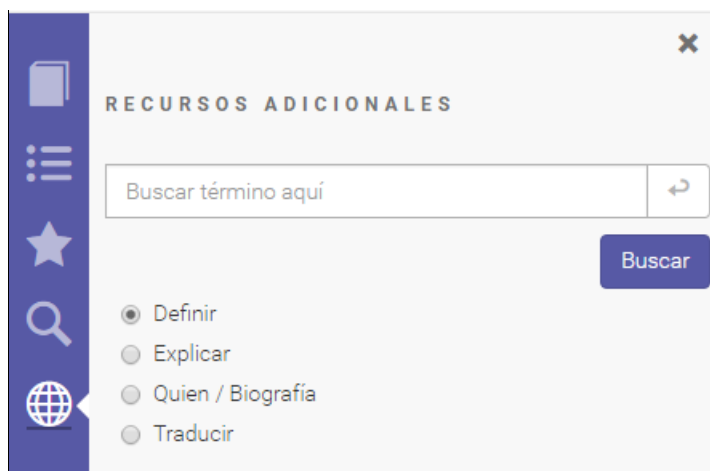 RECURSOS ADICIONALES
Buscar término aquí
Buscar
Definir
Explicar
Quien / Biografía
Traducir